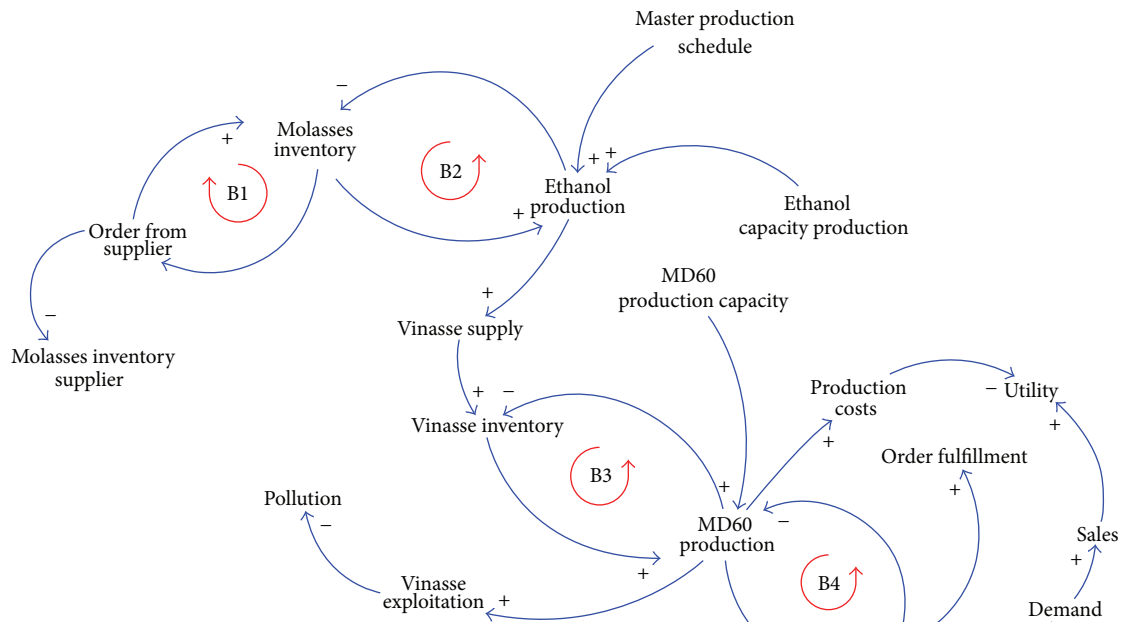 Master production
schedule
−
Molasses
inventory
+
B1
B2
+ +
Ethanol
production
+
Ethanol
capacity production
Order from
supplier
−
Molasses inventory
supplier
MD60
production capacity
+
Vinasse supply
+ −
Vinasse inventory
Production
costs
− Utility
+
+
Order fulfillment
B3
+
+
Pollution
−
MD60
production
−
+
Sales
+
B4
Vinasse
exploitation
+
Demand